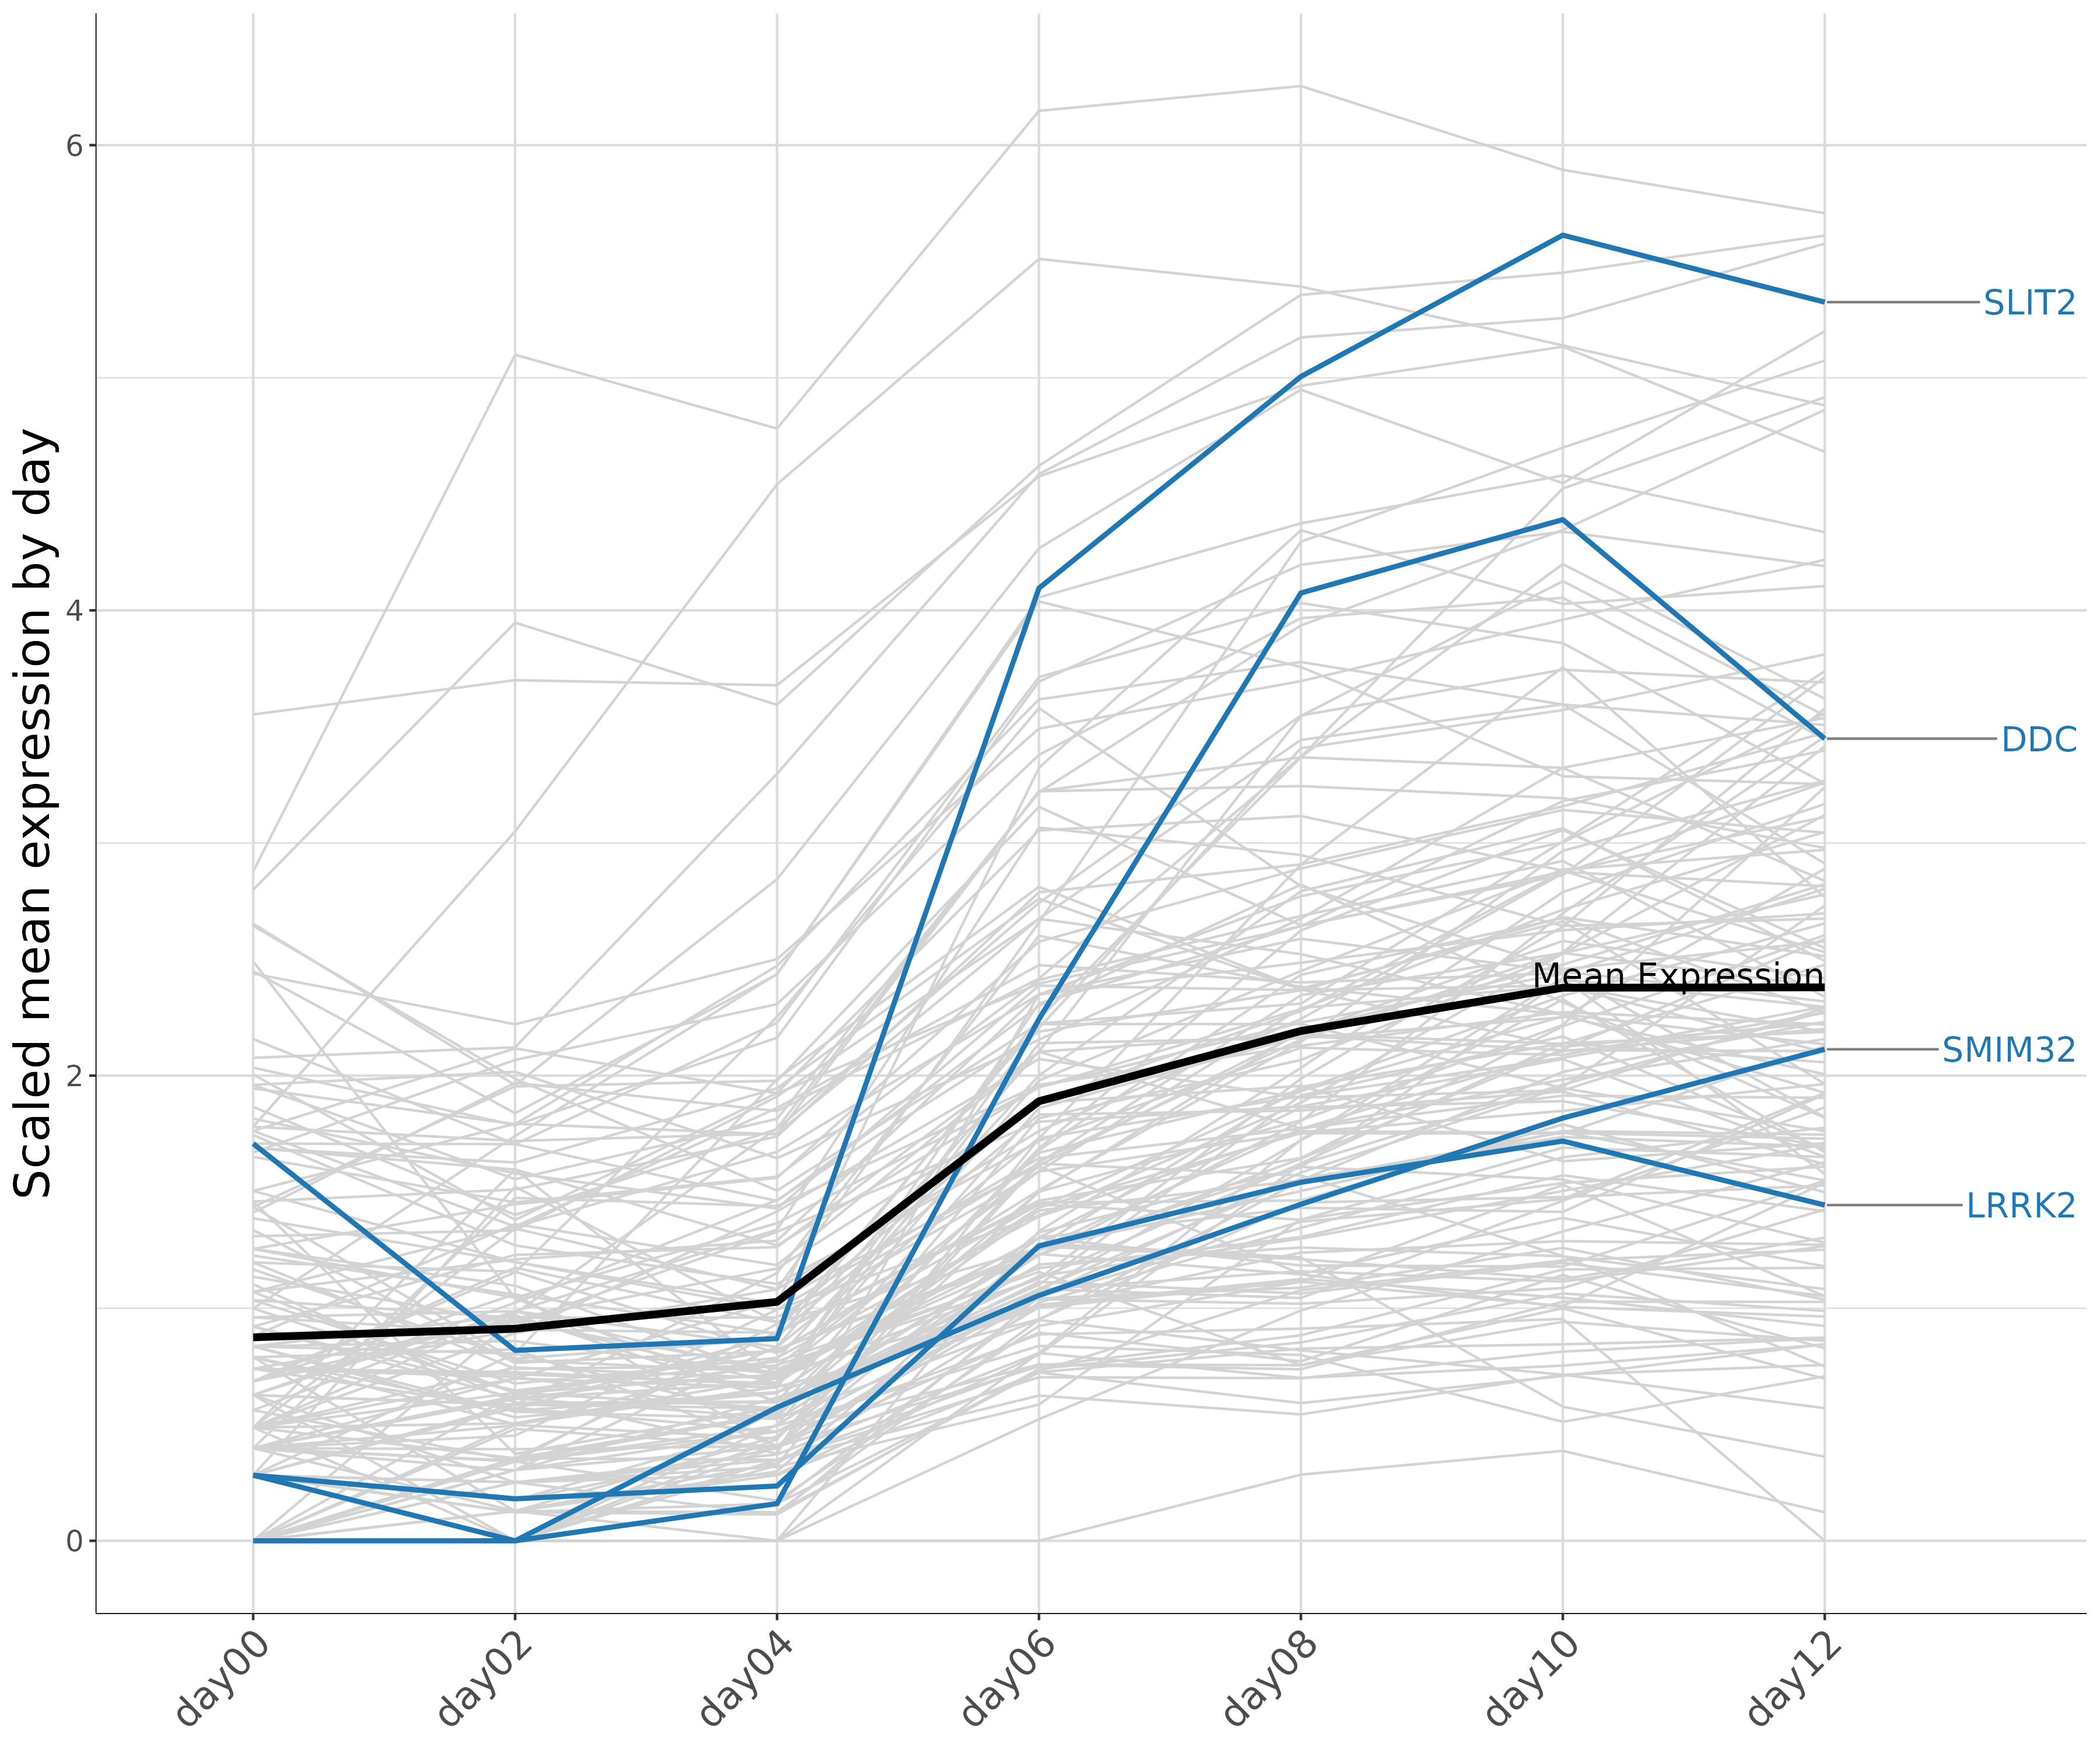 Scaled mean expression by day
6
4
2
0
SLIT2
DDC
Mean Expression
SMIM32
LRRK2
day00
day02
day04
day06
day08
day10
day12